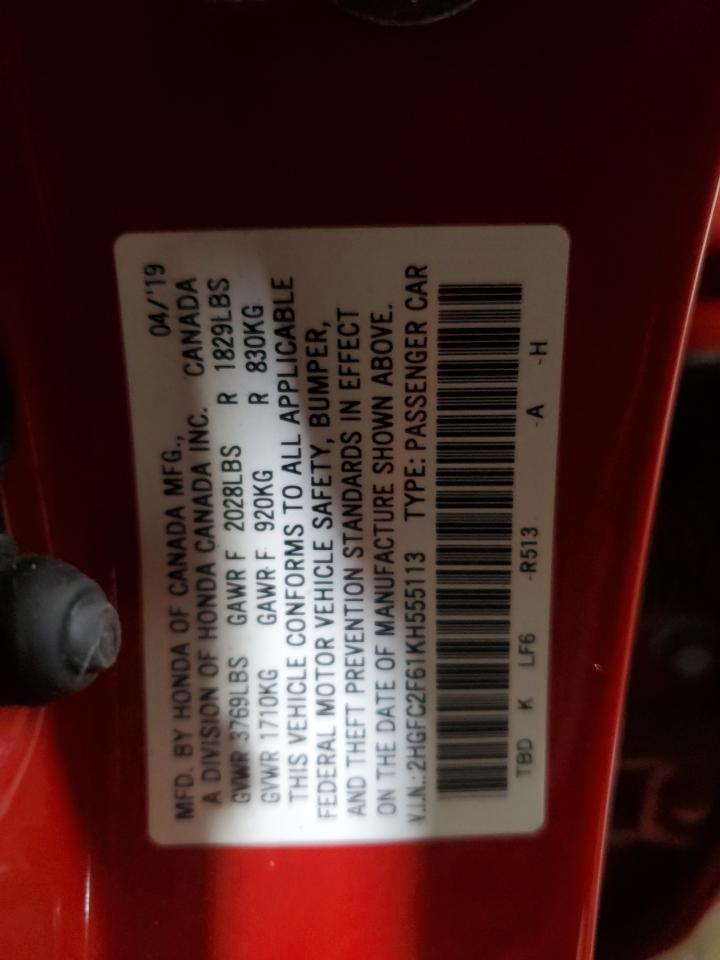 MFD. BY HONDA OF CANADA MFG., 04/'19
A DIVISION OF HONDA CANADA INC. CANADA
GVWR 3769LBS GAWR F 2028LBS R 1829LBS
GVWR 1710KG GAWR F 920KG R 830KG
THIS VEHICLE CONFORMS TO ALL APPLICABLE
FEDERAL MOTOR VEHICLE SAFETY, BUMPER,
AND THEFT PREVENTION STANDARDS IN EFFECT
ON THE DATE OF MANUFACTURE SHOWN ABOVE.
V.I.N.: 2HGFC2F61KH555113 TYPE: PASSENGER CAR
TBD K LF6 -R513 -A -H